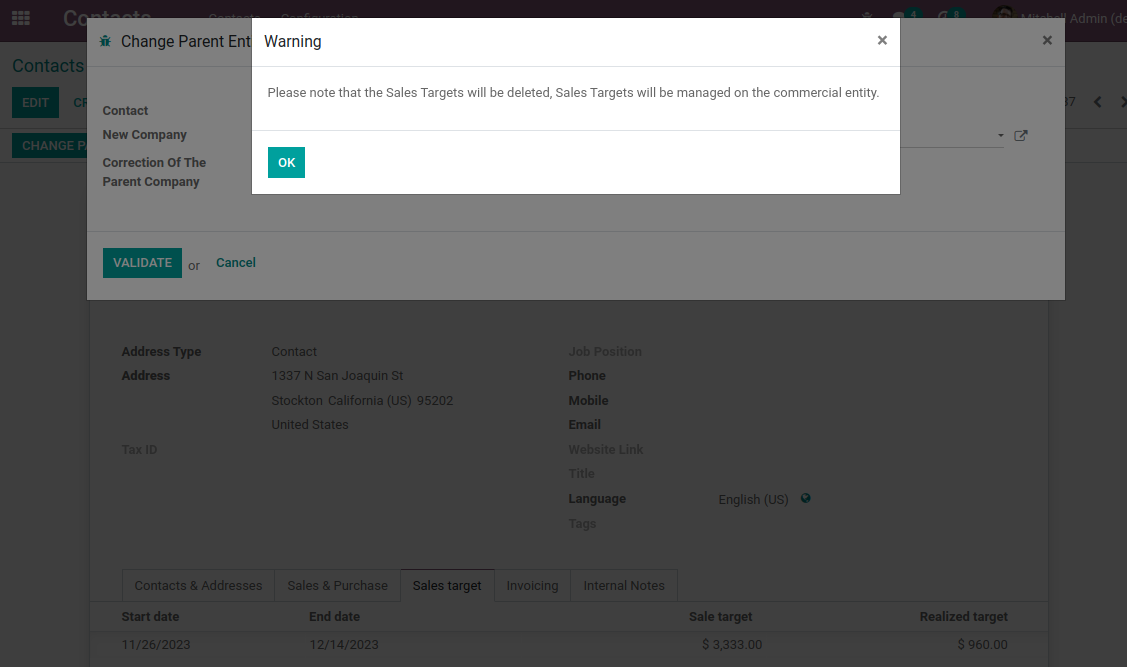 Contacts
Contacts Configuration 4 8 Mitchell Admin (de
Change Parent Ent
Warning
×
×
Contacts
EDIT
Please note that the Sales Targets will be deleted, Sales Targets will be managed on the commercial entity.
Contact
New Company
CHANGE PA
OK
Correction Of The
Parent Company
VALIDATE or Cancel
Address Type Contact Job Position
Address 1337 N San Joaquin St Phone
Stockton California (US) 95202 Mobile
United States Email
Tax ID Website Link
Title
Language English (US)
Tags
Contacts & Addresses Sales & Purchase Sales target Invoicing Internal Notes
Start date End date Sale target Realized target
11/26/2023 12/14/2023 $ 3,333.00 $ 960.00